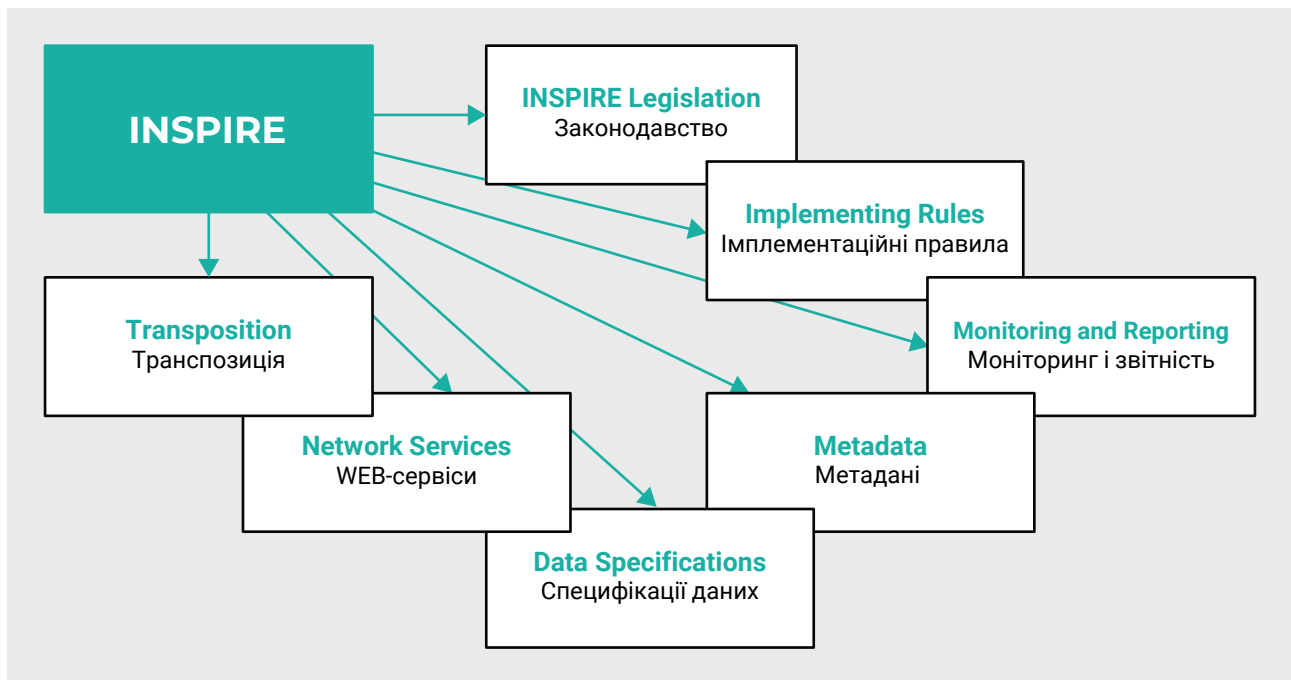 INSPIRE
INSPIRE Legislation
Законодавство
Implementing Rules
Імплементаційні правила
Monitoring and Reporting
Моніторинг і звітність
Transposition
Транспозиція
Network Services
WEB-сервіси
Metadata
Метадані
Data Specifications
Специфікації даних